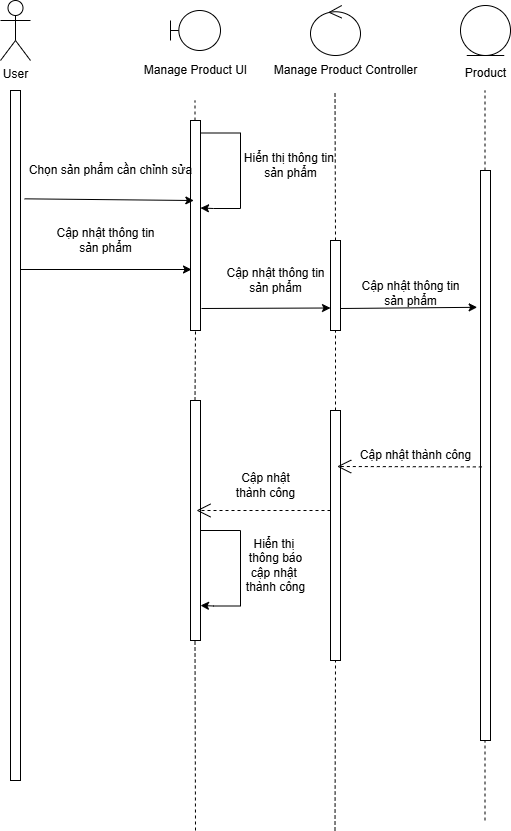 User
Manage Product UI
Manage Product Controller
Product
Hiển thị thông tin
sản phẩm
Chọn sản phẩm cần chỉnh sửa
Cập nhật thông tin
sản phẩm
Cập nhật thông tin
sản phẩm
Cập nhật thông tin
sản phẩm
Cập nhật thành công
Cập nhật
thành công
Hiển thị
thông báo
cập nhật
thành công